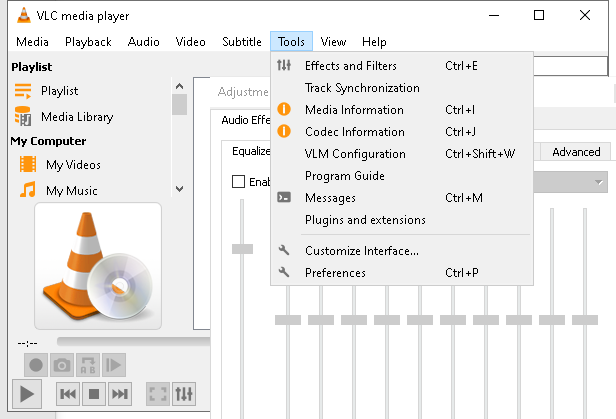 VLC media player
Media Playback Audio Video Subtitle Tools View Help
Playlist
Playlist
Media Library
My Computer
My Videos
My Music
--:--
Effects and Filters Ctrl+E
Track Synchronization
Media Information Ctrl+I
Codec Information Ctrl+J
VLM Configuration Ctrl+Shift+W
Program Guide
Messages Ctrl+M
Plugins and extensions
Customize Interface...
Preferences Ctrl+P
Adjustme
Audio Effe
Equalize
Advanced
Enab